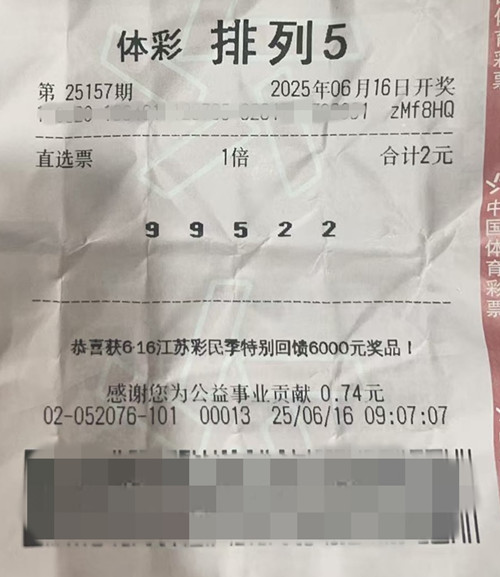 体彩 排列5
第 25157期 2025年06月16日开奖
zMf8HQ
直选票 1倍 合计2元
9 9 5 2 2
恭喜获6·16江苏彩民季特别回馈6000元奖品！
感谢您为公益事业贡献 0.74元
02-052076-101 00013 25/06/16 09:07:07
体育彩票
中国体育彩票